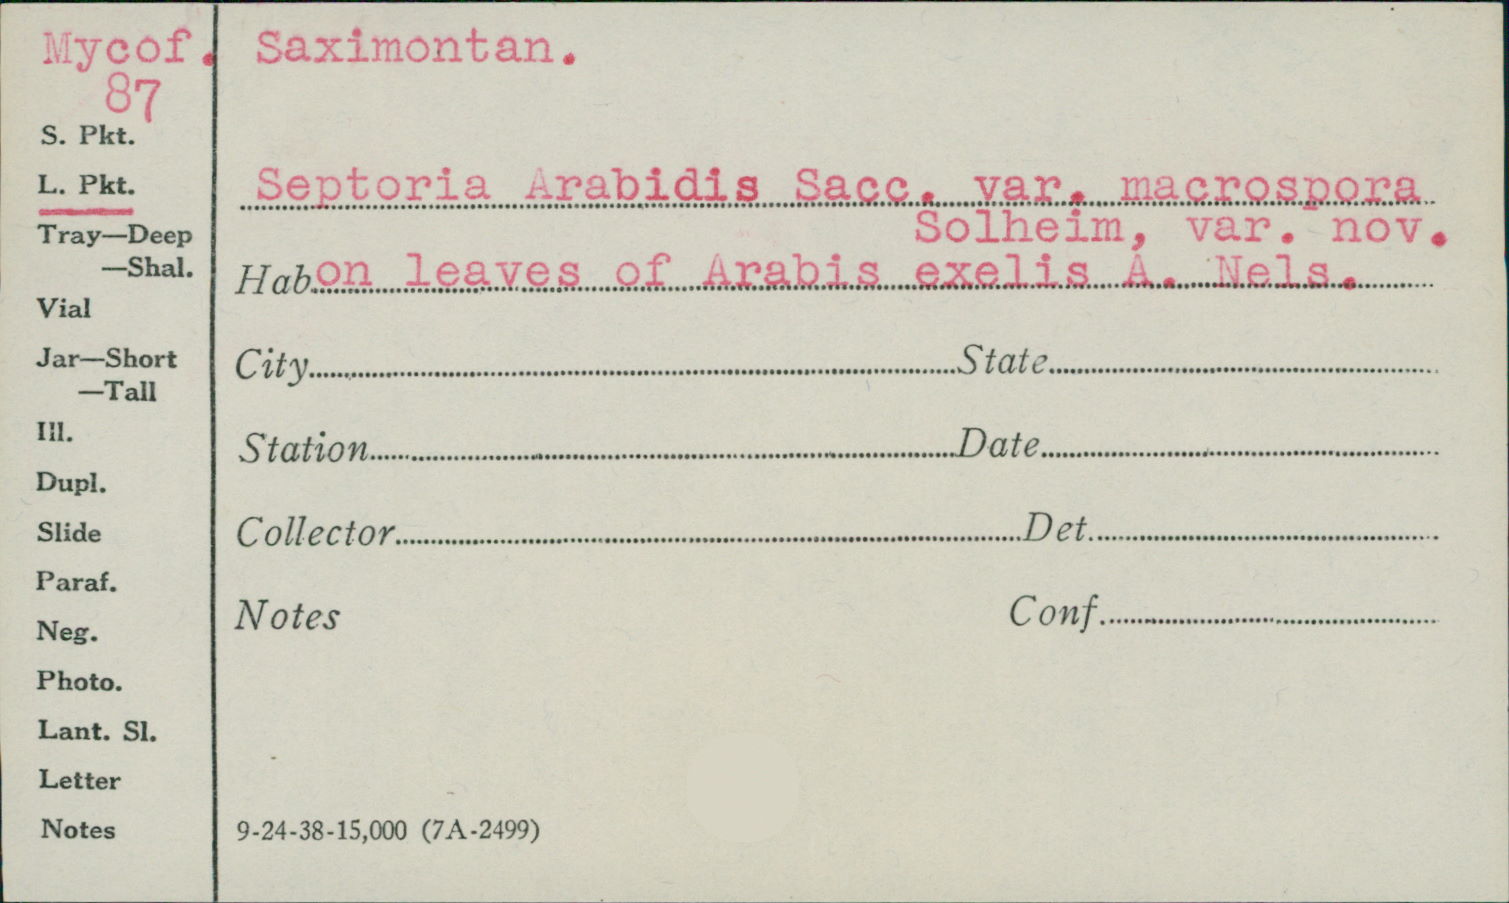 Mycof. Saximontan.
87
S. Pkt.
L. Pkt.
Septoria Arabidis Sacc. var. macrospora
Solheim, var. nov.
Tray—Deep
—Shal.
Hab. on leaves of Arabis exelis A. Nels.
Vial
Jar—Short
—Tall
City State
Ill.
Station Date
Dupl.
Slide
Collector Det.
Paraf.
Neg.
Notes Conf.
Photo.
Lant. Sl.
Letter
Notes
9-24-38-15,000 (7A-2499)